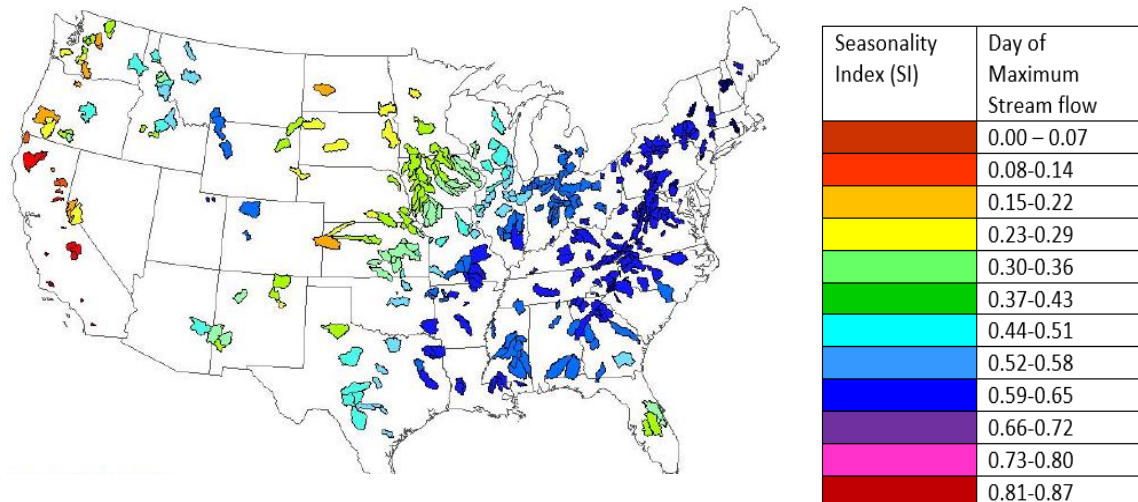 Seasonality
Index (SI)
Day of
Maximum
Stream flow
0.00 – 0.07
0.08-0.14
0.15-0.22
0.23-0.29
0.30-0.36
0.37-0.43
0.44-0.51
0.52-0.58
0.59-0.65
0.66-0.72
0.73-0.80
0.81-0.87